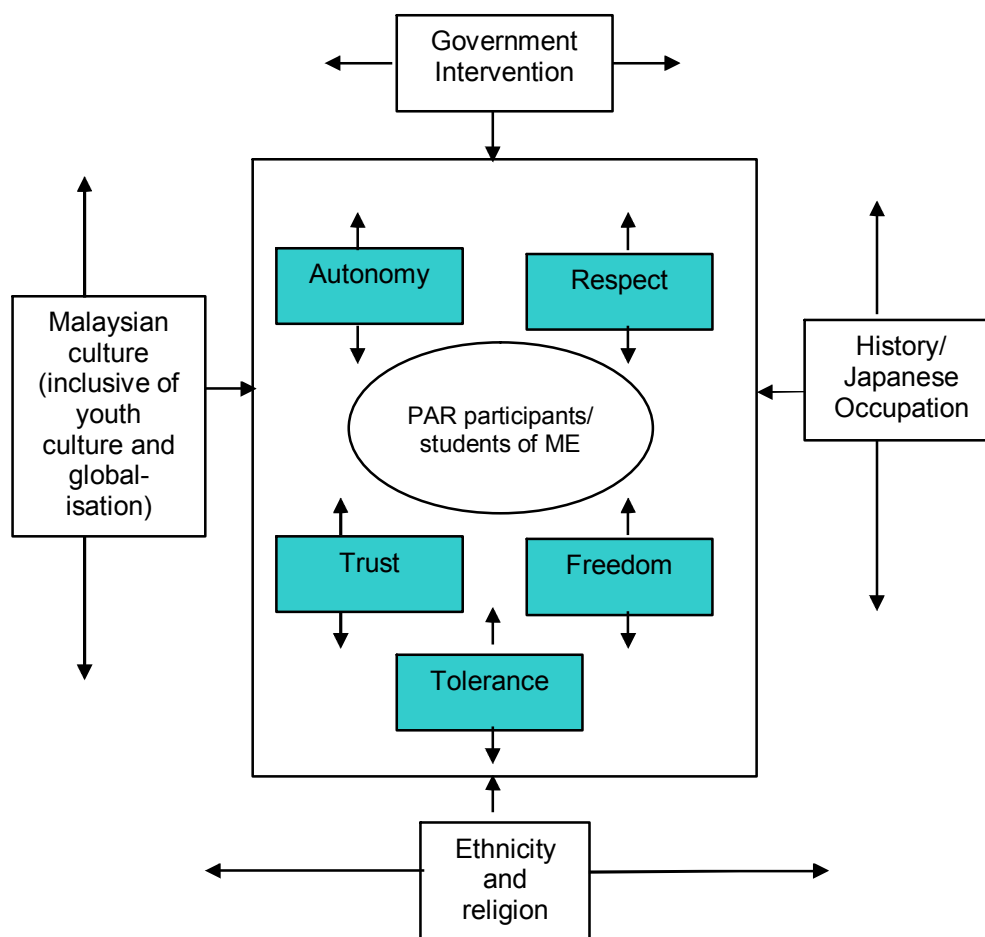 Government
Intervention
Autonomy
Respect
Malaysian
culture
(inclusive of
youth
culture and
global-
isation)
History/
Japanese
Occupation
PAR participants/
students of ME
Trust
Freedom
Tolerance
Ethnicity
and
religion